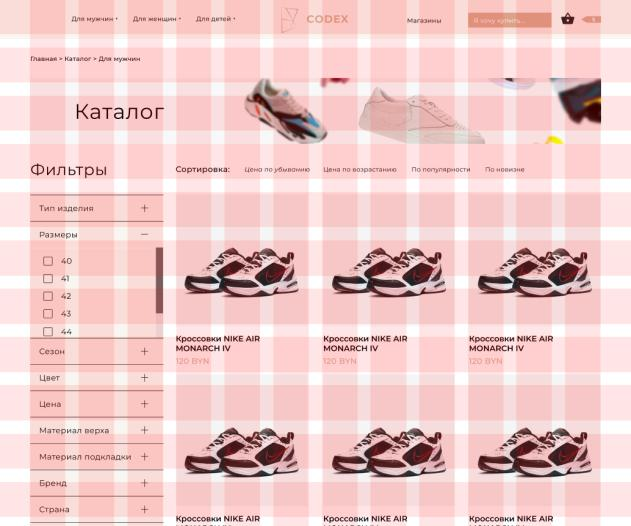 Для мужчин
Для женщин
Для детей
CODEX
Магазины
Я хочу купить...
Главная > Каталог > Для мужчин
Каталог
Фильтры
Сортировка:
Цена по убыванию
Цена по возрастанию
По популярности
По новизне
Тип изделия
Размеры
40
41
42
43
44
Сезон
Цвет
Цена
Материал верха
Материал подкладки
Бренд
Страна
Кроссовки NIKE AIR
MONARCH IV
120 BYN
Кроссовки NIKE AIR
MONARCH IV
120 BYN
Кроссовки NIKE AIR
MONARCH IV
120 BYN
Кроссовки NIKE AIR
Кроссовки NIKE AIR
Кроссовки NIKE AIR